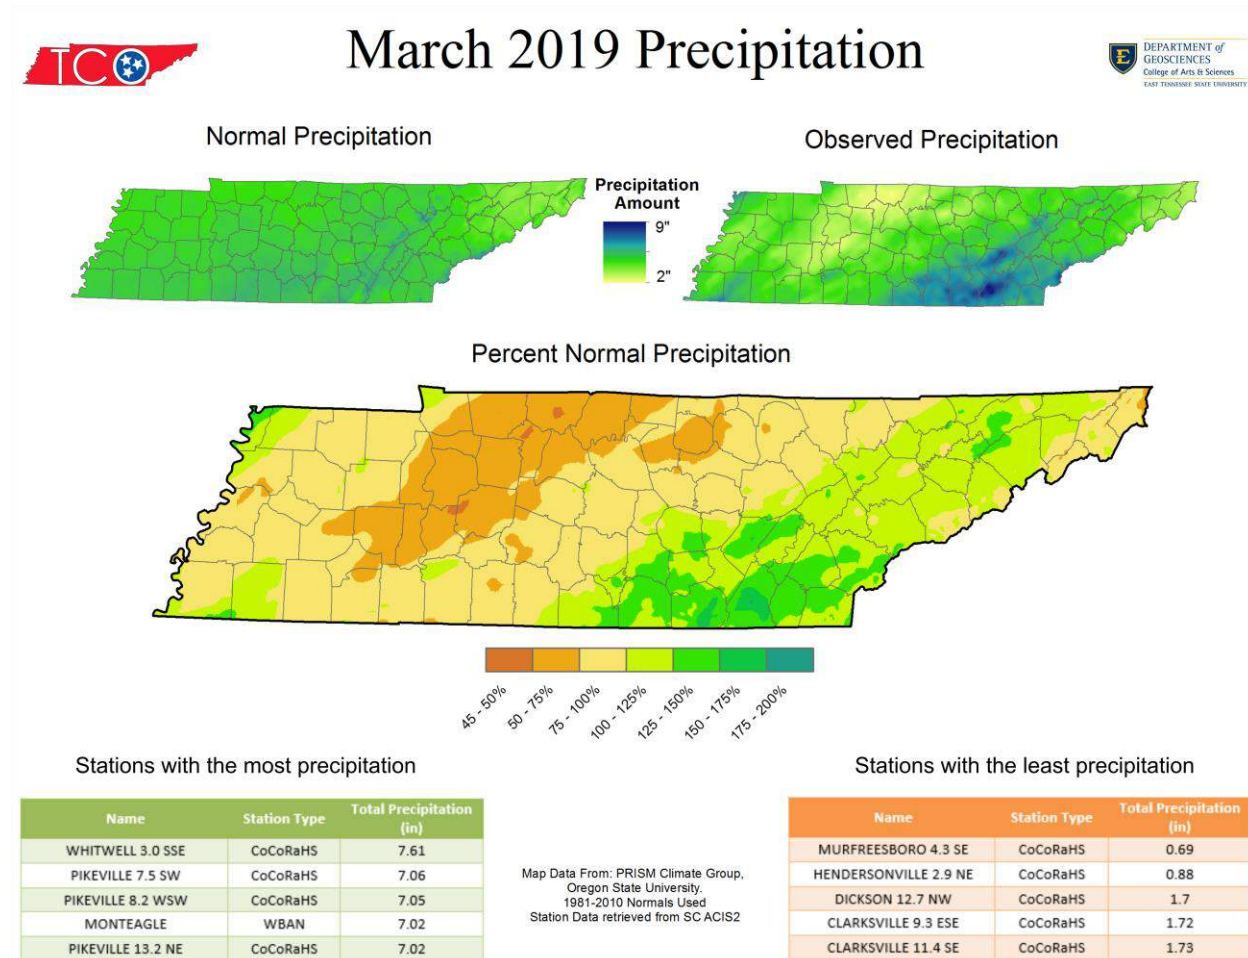 TCO
March 2019 Precipitation
E
DEPARTMENT of
GEOSCIENCES
College of Arts & Sciences
EAST TENNESSEE STATE UNIVERSITY
Normal Precipitation
Observed Precipitation
Precipitation
Amount
9"
2"
Percent Normal Precipitation
45 - 50%
50 - 75%
75 - 100%
100 - 125%
125 - 150%
150 - 175%
175 - 200%
Stations with the most precipitation
Name Station Type Total Precipitation
(in)
WHITWELL 3.0 SSE CoCoRaHS 7.61
PIKEVILLE 7.5 SW CoCoRaHS 7.06
PIKEVILLE 8.2 WSW CoCoRaHS 7.05
MONTEAGLE WBAN 7.02
PIKEVILLE 13.2 NE CoCoRaHS 7.02
Map Data From: PRISM Climate Group,
Oregon State University.
1981-2010 Normals Used
Station Data retrieved from SC ACIS2
Stations with the least precipitation
Name Station Type Total Precipitation
(in)
MURFREESBORO 4.3 SE CoCoRaHS 0.69
HENDERSONVILLE 2.9 NE CoCoRaHS 0.88
DICKSON 12.7 NW CoCoRaHS 1.7
CLARKSVILLE 9.3 ESE CoCoRaHS 1.72
CLARKSVILLE 11.4 SE CoCoRaHS 1.73